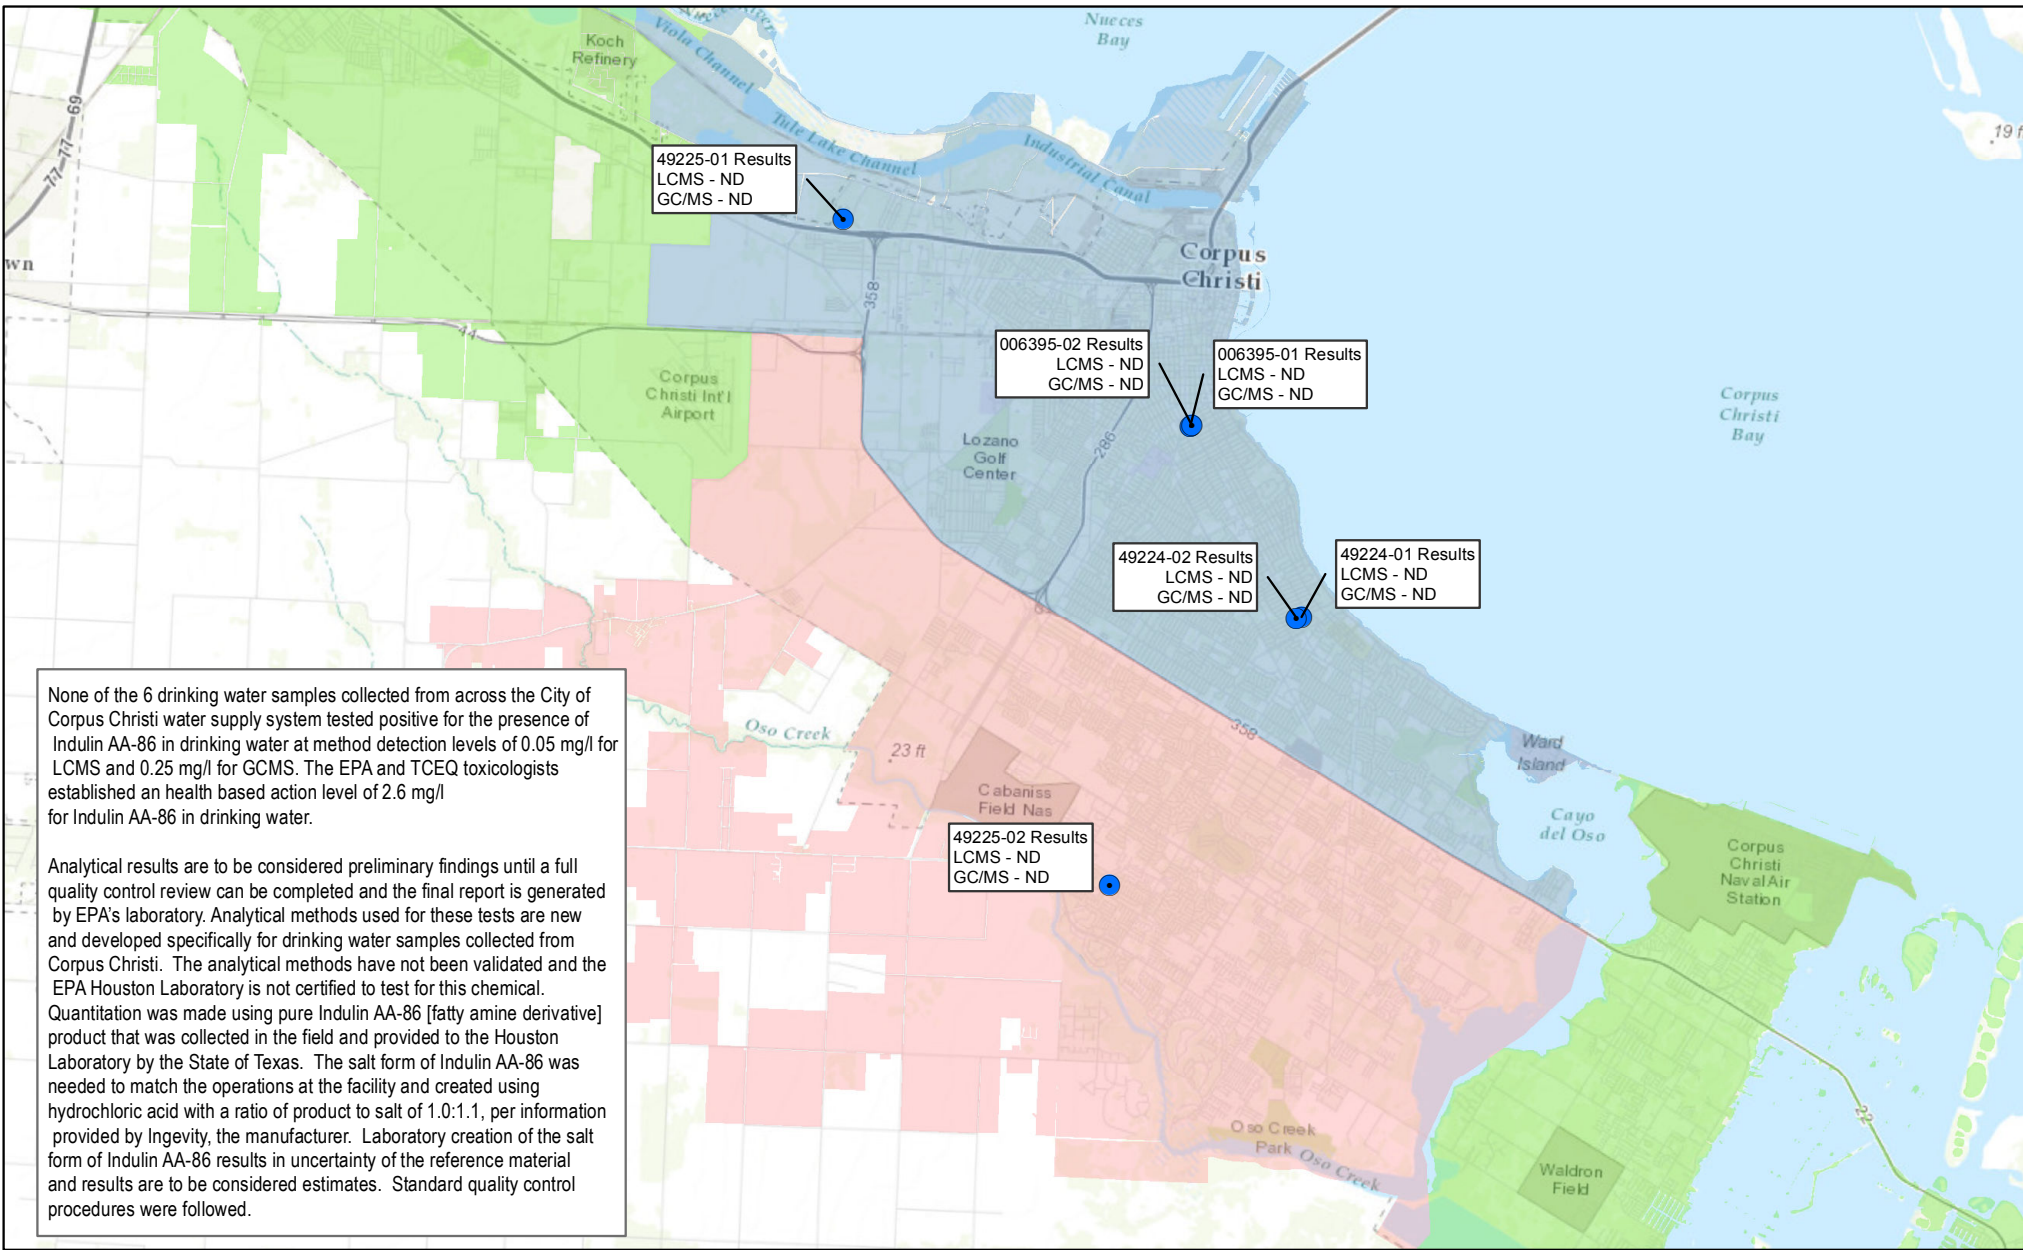 Nueces River
Nueces
Bay
Koch
Refinery
Viola Channel
69
77
77
19 f
49225-01 Results
LCMS - ND
GC/MS - ND
Tule Lake Channel
Industrial Canal
Corpus
Christi
wn
358
44
006395-02 Results
LCMS - ND
GC/MS - ND
006395-01 Results
LCMS - ND
GC/MS - ND
Corpus
Christi Int'l
Airport
Corpus
Christi
Bay
Lozano
Golf
Center
286
49224-02 Results
LCMS - ND
GC/MS - ND
49224-01 Results
LCMS - ND
GC/MS - ND
None of the 6 drinking water samples collected from across the City of
Corpus Christi water supply system tested positive for the presence of
Indulin AA-86 in drinking water at method detection levels of 0.05 mg/l for
LCMS and 0.25 mg/l for GCMS. The EPA and TCEQ toxicologists
established an health based action level of 2.6 mg/l
for Indulin AA-86 in drinking water.
Analytical results are to be considered preliminary findings until a full
quality control review can be completed and the final report is generated
by EPA's laboratory. Analytical methods used for these tests are new
and developed specifically for drinking water samples collected from
Corpus Christi. The analytical methods have not been validated and the
EPA Houston Laboratory is not certified to test for this chemical.
Quantitation was made using pure Indulin AA-86 [fatty amine derivative]
product that was collected in the field and provided to the Houston
Laboratory by the State of Texas. The salt form of Indulin AA-86 was
needed to match the operations at the facility and created using
hydrochloric acid with a ratio of product to salt of 1.0:1.1, per information
provided by Ingevity, the manufacturer. Laboratory creation of the salt
form of Indulin AA-86 results in uncertainty of the reference material
and results are to be considered estimates. Standard quality control
procedures were followed.
Oso Creek
23 ft
358
Ward
Island
Cabaniss
Field Nas
Cayo
del Oso
49225-02 Results
LCMS - ND
GC/MS - ND
Corpus
Christi
Naval Air
Station
22
Oso Creek
Park
Oso Creek
Waldron
Field